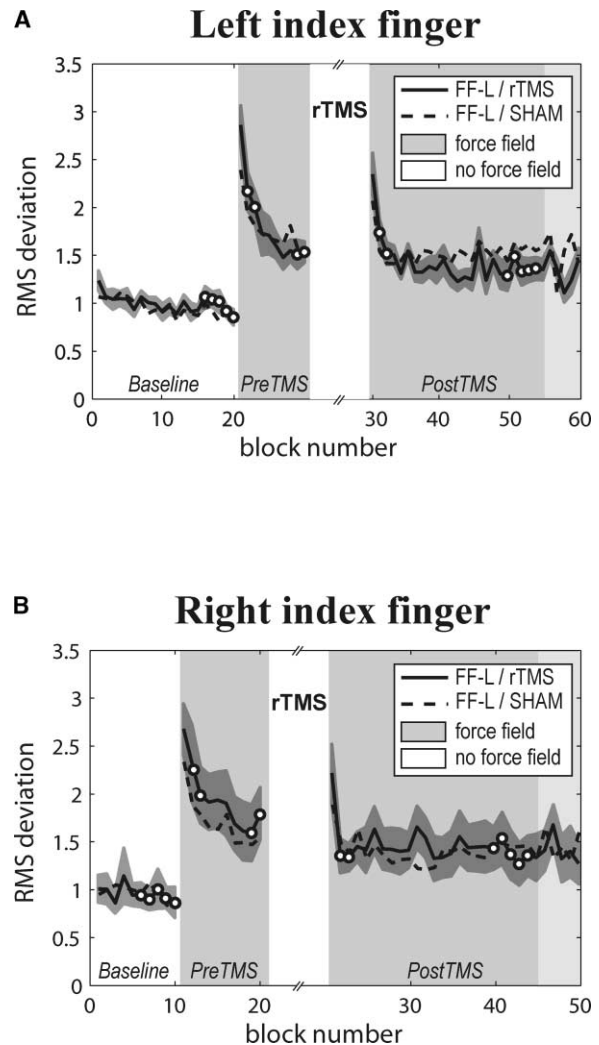 A
Left index finger
3.5
3
2.5
2
1.5
1
0.5
0
RMS deviation
rTMS
FF-L / rTMS
FF-L / SHAM
force field
no force field
Baseline
PreTMS
PostTMS
0 10 20 30 40 50 60
block number
B
Right index finger
3.5
3
2.5
2
1.5
1
0.5
0
RMS deviation
rTMS
FF-L / rTMS
FF-L / SHAM
force field
no force field
Baseline
PreTMS
PostTMS
0 10 20 30 40 50
block number